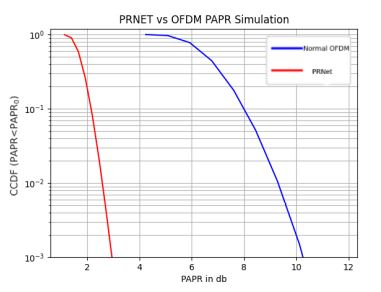 PRNET vs OFDM PAPR Simulation
10⁰
10⁻¹
10⁻²
10⁻³
CCDF (PAPR<PAPR₀)
Normal OFDM
PRNet
2 4 6 8 10 12
PAPR in db